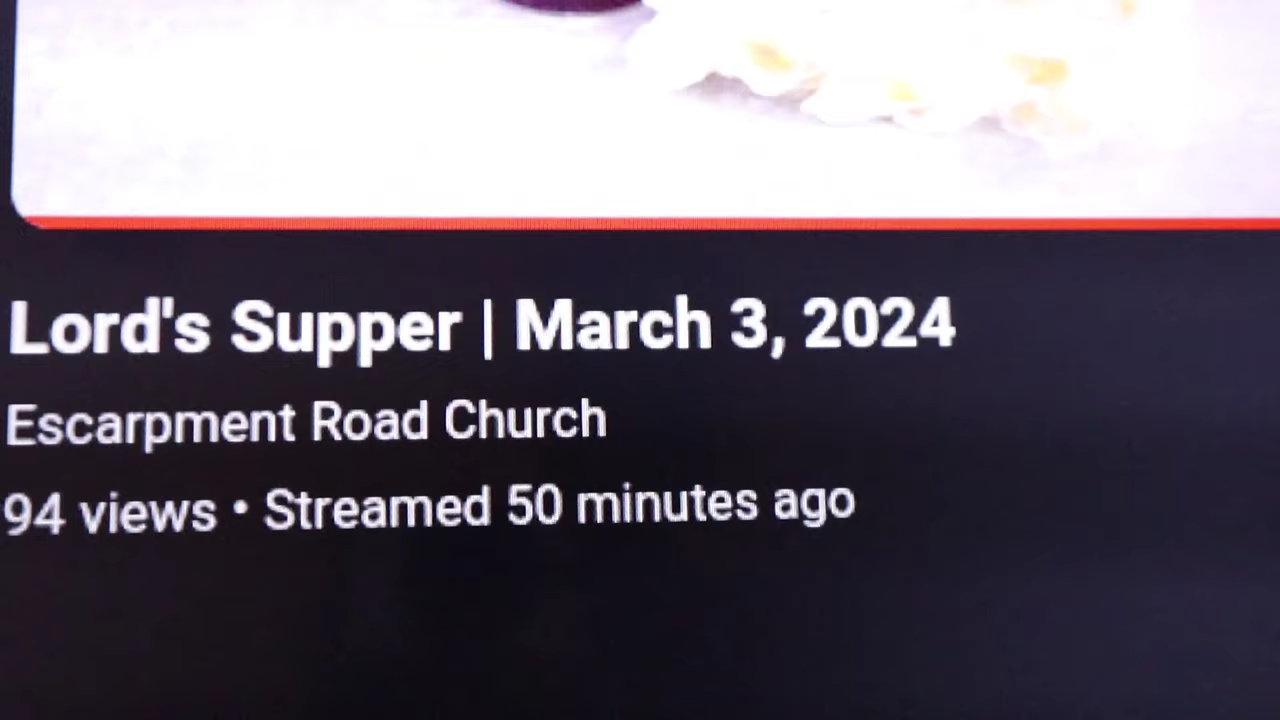 Lord's Supper | March 3, 2024
Escarpment Road Church
94 views • Streamed 50 minutes ago